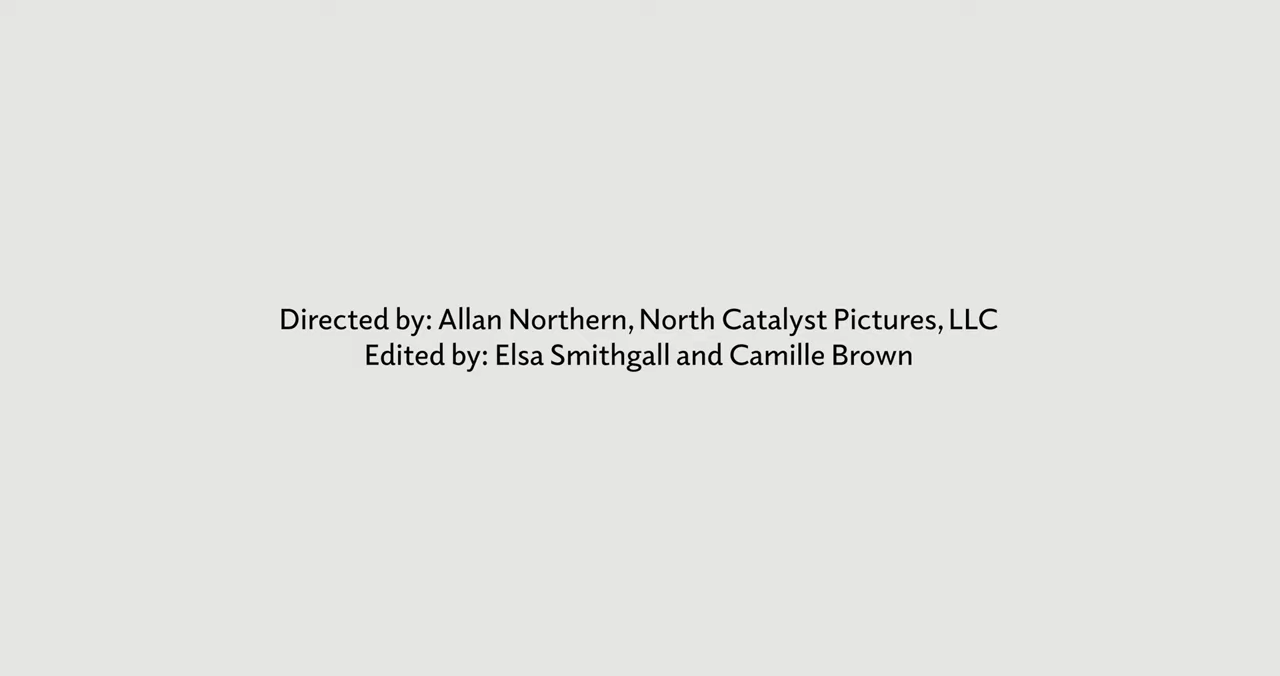 Directed by: Allan Northern, North Catalyst Pictures, LLC
Edited by: Elsa Smithgall and Camille Brown